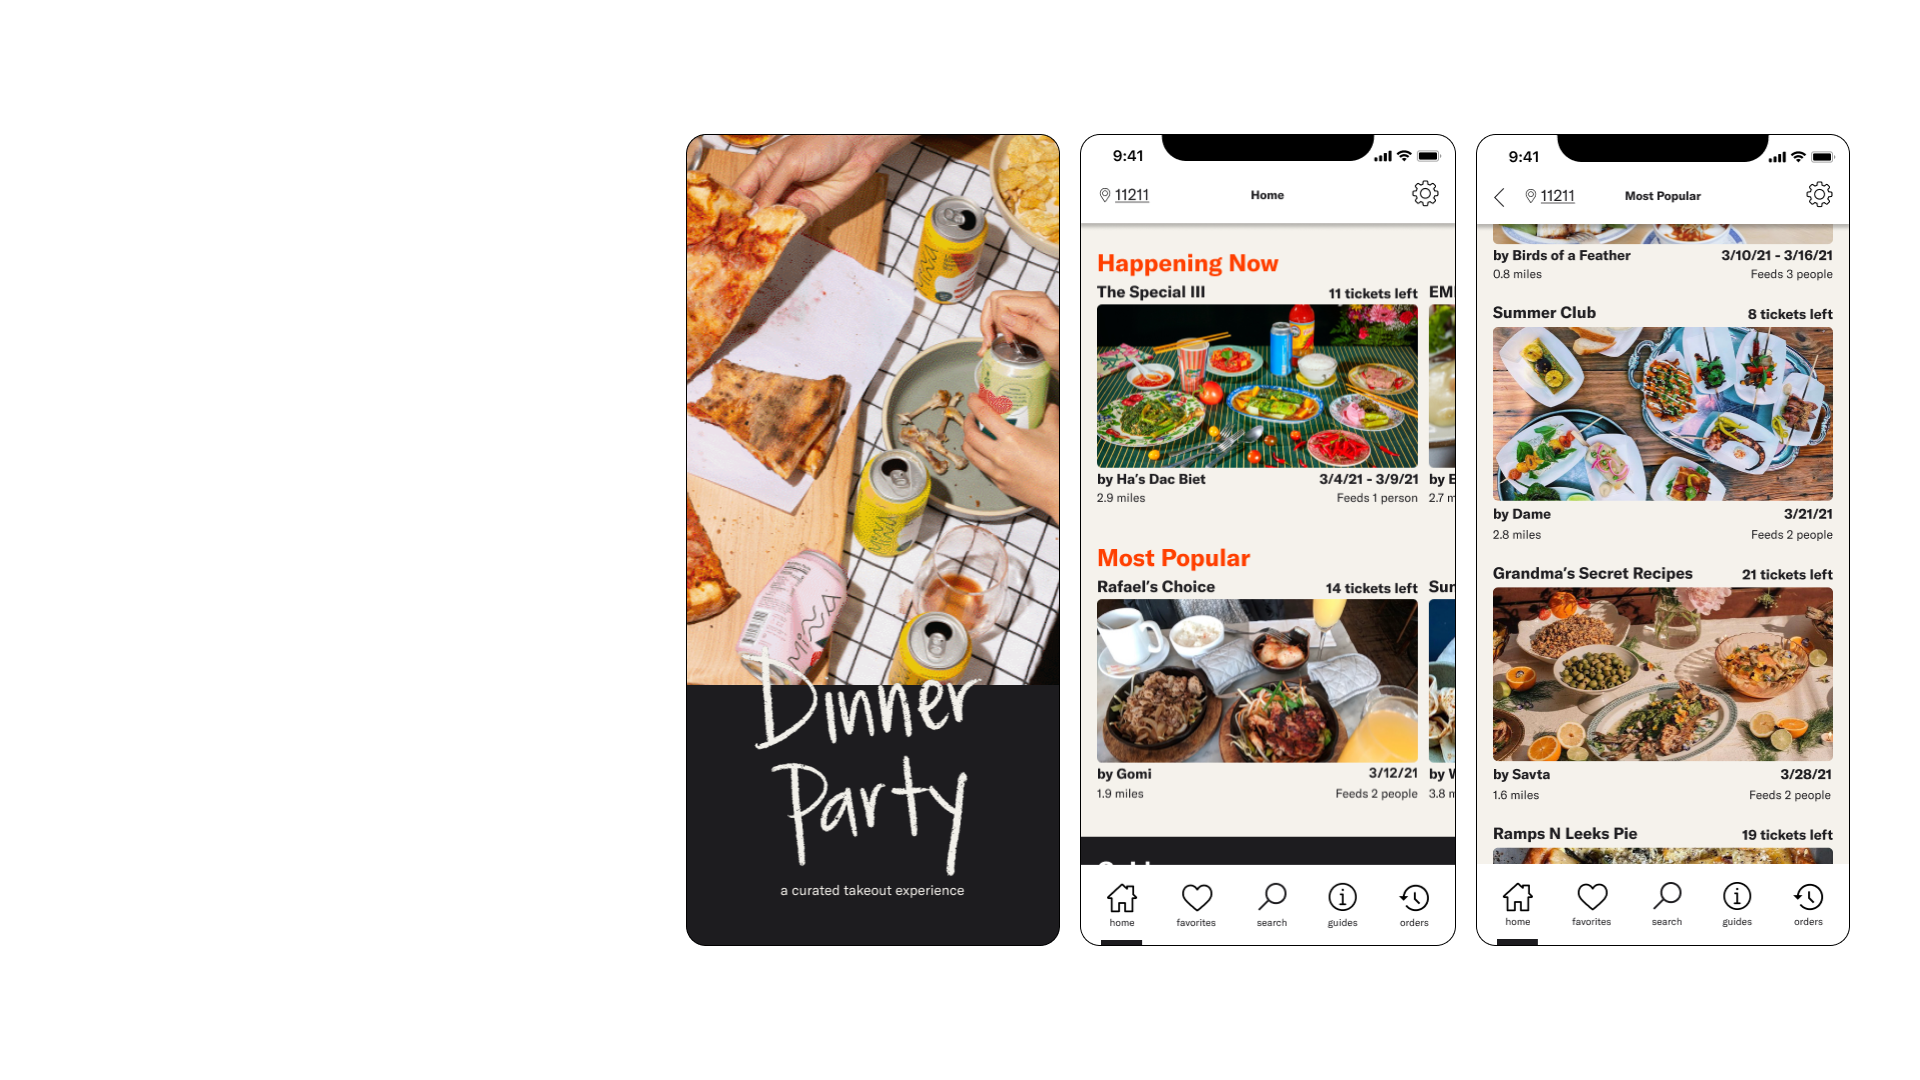 Dinner
Party
a curated takeout experience
9:41
11211
Home
Happening Now
The Special III
11 tickets left
by Ha's Dac Biet
3/4/21 - 3/9/21
2.9 miles
Feeds 1 person
2.7
Most Popular
Rafael's Choice
14 tickets left
by Gomi
3/12/21
by
1.9 miles
Feeds 2 people
3.8
home
favorites
search
guides
orders
9:41
11211
Most Popular
by Birds of a Feather
3/10/21 - 3/16/21
0.8 miles
Feeds 3 people
Summer Club
8 tickets left
by Dame
3/21/21
2.8 miles
Feeds 2 people
Grandma's Secret Recipes
21 tickets left
by Savta
3/28/21
1.6 miles
Feeds 2 people
Ramps N Leeks Pie
19 tickets left
home
favorites
search
guides
orders